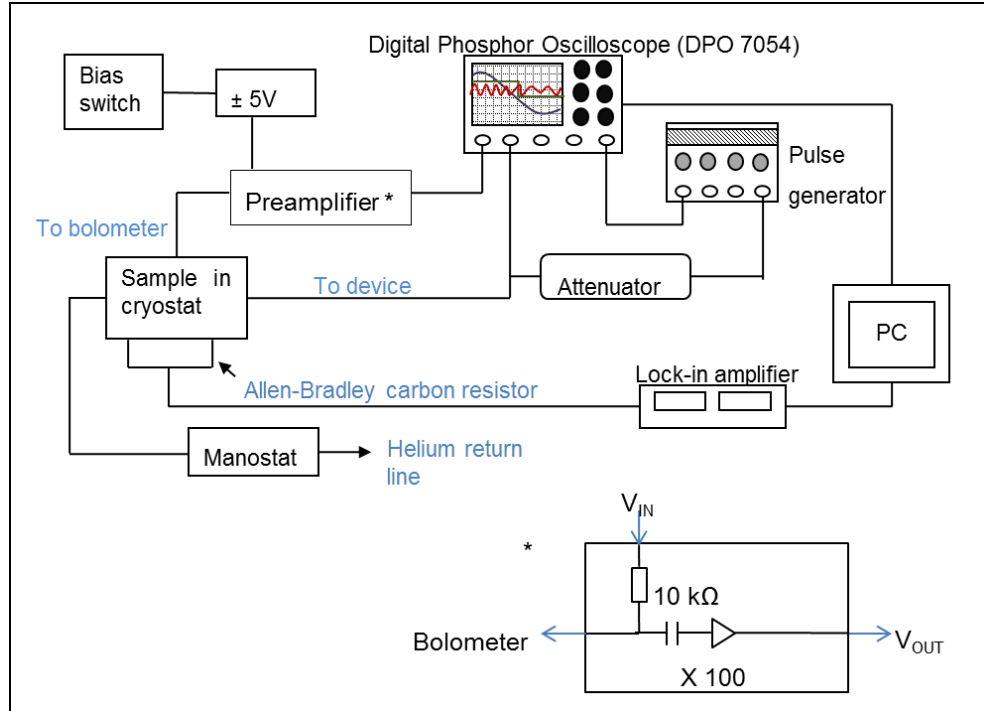 Digital Phosphor Oscilloscope (DPO 7054)
Bias
switch
± 5V
Pulse
generator
Preamplifier *
To bolometer
Sample in
cryostat
To device
Attenuator
PC
Lock-in amplifier
Allen-Bradley carbon resistor
Manostat
Helium return
line
V_IN
*
10 kΩ
Bolometer
V_OUT
X 100